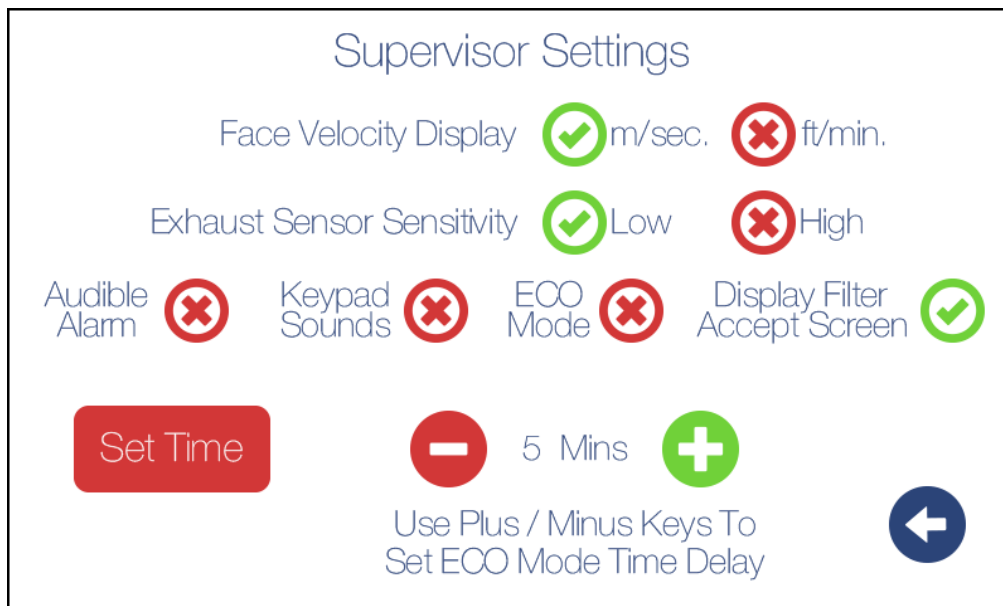 Supervisor Settings
Face Velocity Display m/sec. ft/min.
Exhaust Sensor Sensitivity Low High
Audible Alarm
Keypad Sounds
ECO Mode
Display Filter Accept Screen
Set Time
5 Mins
Use Plus / Minus Keys To
Set ECO Mode Time Delay